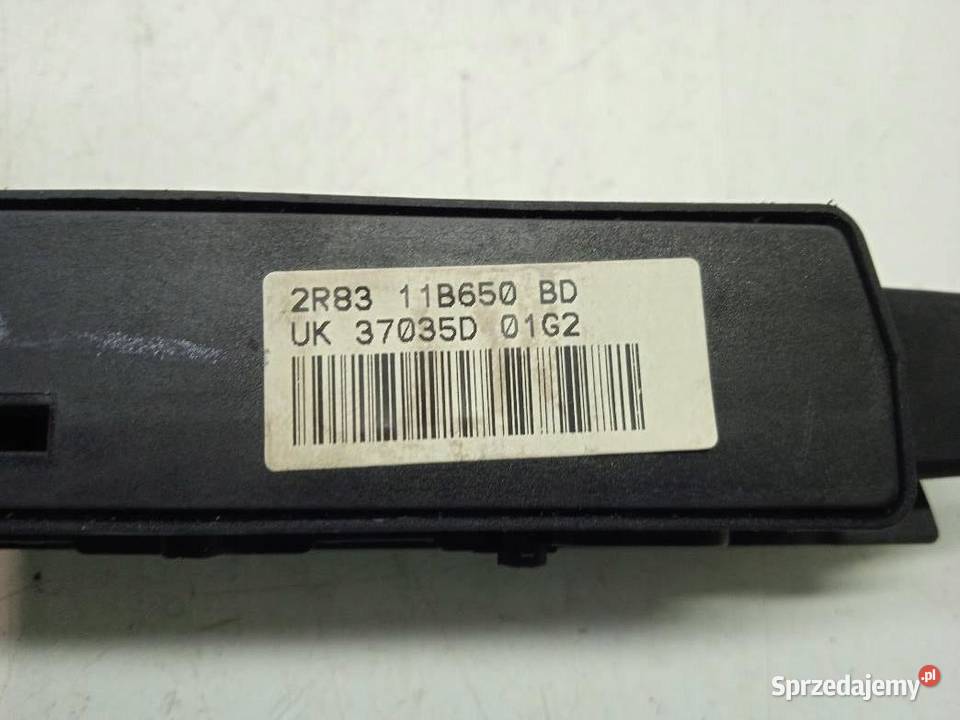 2R83 11B650 BD
UK 37035D 01G2
Sprzedajemy.pl